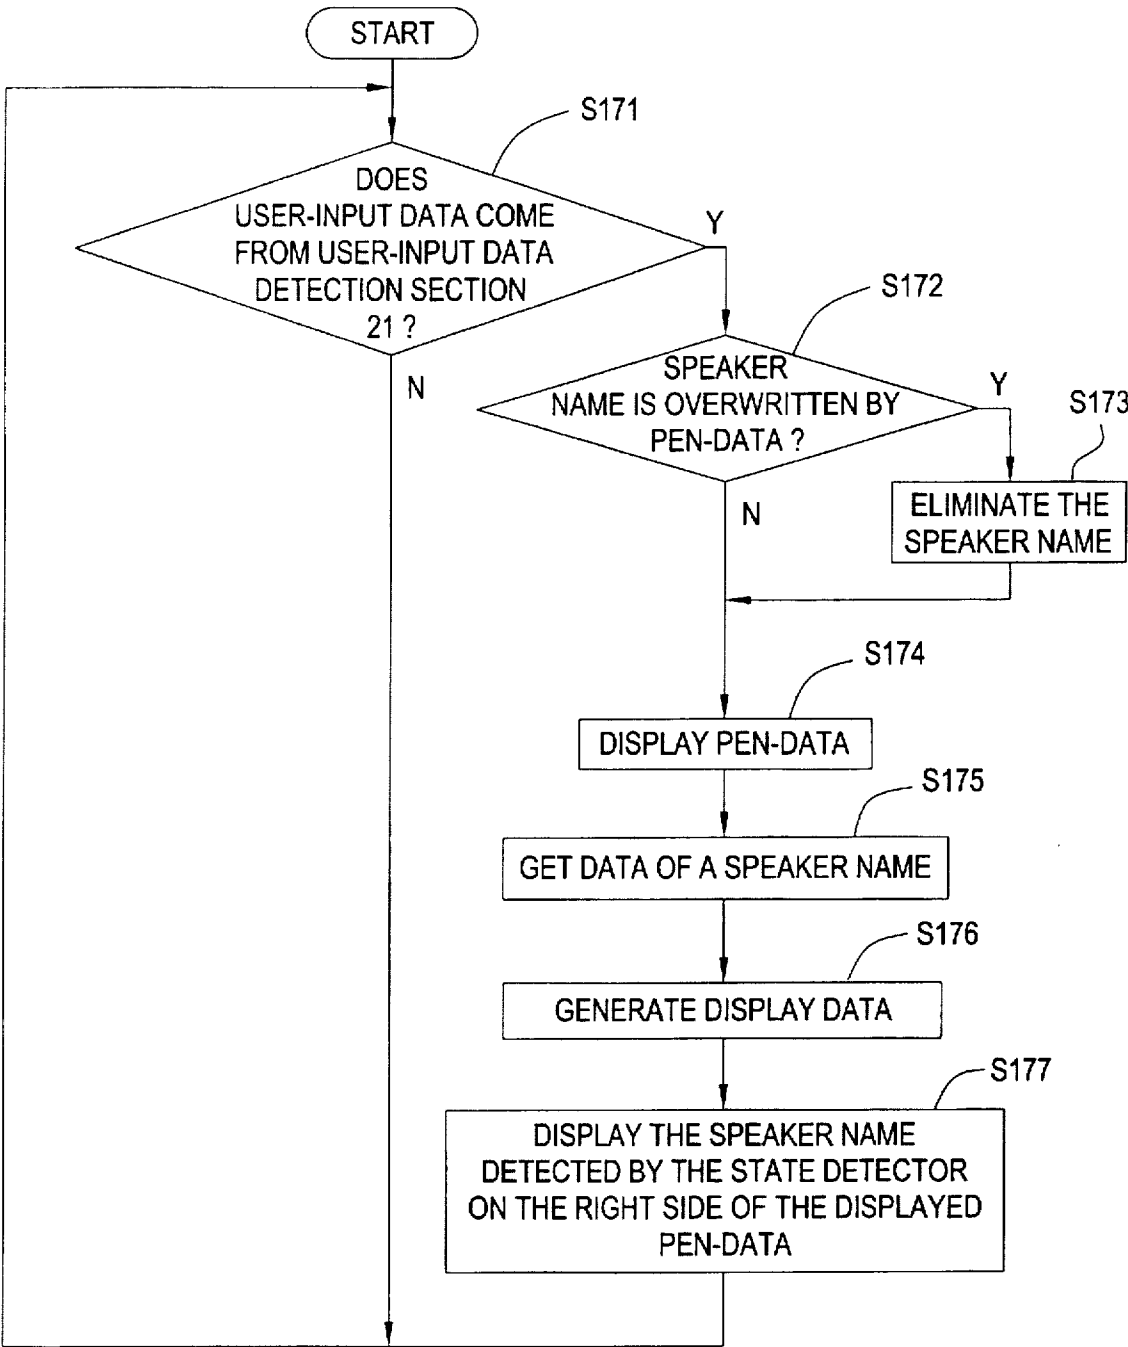 START
S171
DOES
USER-INPUT DATA COME
FROM USER-INPUT DATA
DETECTION SECTION
21 ?
Y
N
S172
SPEAKER
NAME IS OVERWRITTEN BY
PEN-DATA ?
Y
N
S173
ELIMINATE THE
SPEAKER NAME
S174
DISPLAY PEN-DATA
S175
GET DATA OF A SPEAKER NAME
S176
GENERATE DISPLAY DATA
S177
DISPLAY THE SPEAKER NAME
DETECTED BY THE STATE DETECTOR
ON THE RIGHT SIDE OF THE DISPLAYED
PEN-DATA